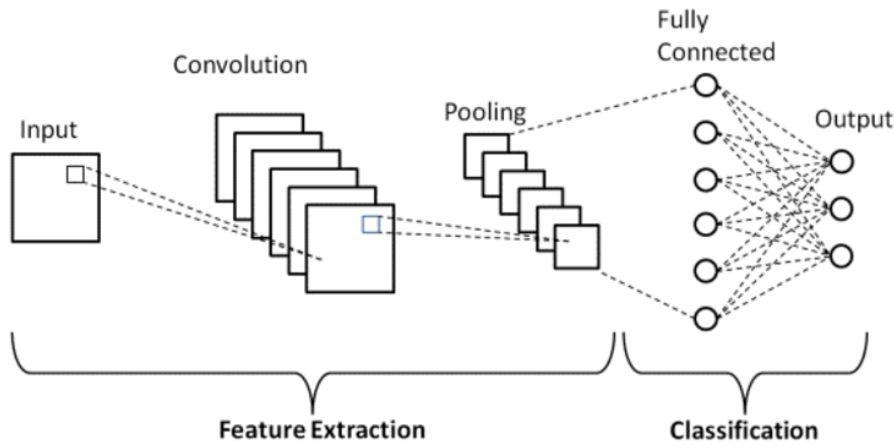 Input
Convolution
Pooling
Fully
Connected
Output
Feature Extraction
Classification